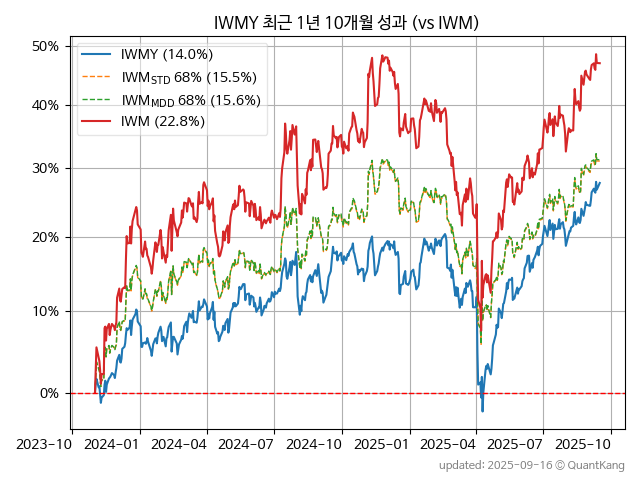 IWMY 최근 1년 10개월 성과 (vs IWM)
IWMY (14.0%)
IWM_STD 68% (15.5%)
IWM_MDD 68% (15.6%)
IWM (22.8%)
50%
40%
30%
20%
10%
0%
2023-10 2024-01 2024-04 2024-07 2024-10 2025-01 2025-04 2025-07 2025-10
updated: 2025-09-16 © QuantKang